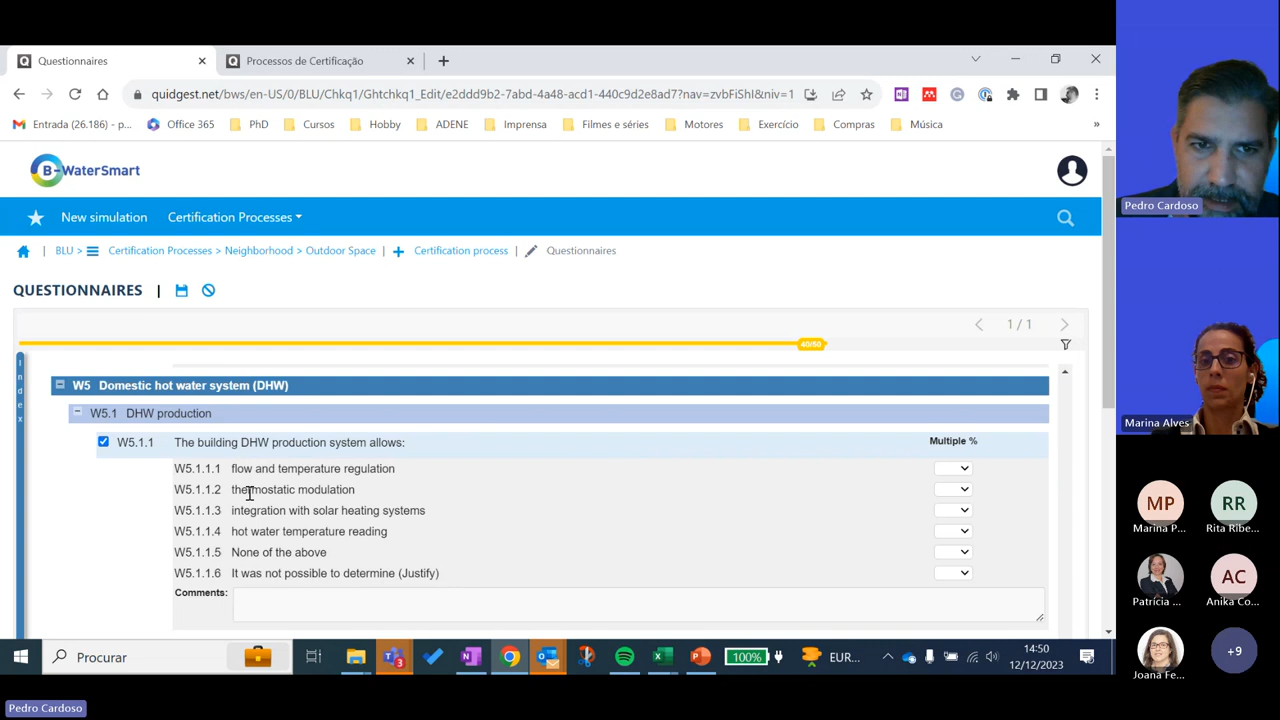 Questionnaires
Processos de Certificação
quidgest.net/bws/en-US/0/BLU/Chkq1/Ghtchkq1_Edit/e2ddd9b2-7abd-4a48-acd1-440c9d2e8ad7?nav=zvbFiShI&niv=1
Entrada (26.186) - p...
Office 365
PhD
Cursos
Hobby
ADENE
Imprensa
Filmes e séries
Motores
Exercício
Compras
Música
B-WaterSmart
New simulation
Certification Processes
BLU > Certification Processes > Neighborhood > Outdoor Space
Certification process
Questionnaires
QUESTIONNAIRES |
1 / 1
40/50
Index
W5 Domestic hot water system (DHW)
W5.1 DHW production
W5.1.1 The building DHW production system allows: Multiple %
W5.1.1.1 flow and temperature regulation
W5.1.1.2 thermostatic modulation
W5.1.1.3 integration with solar heating systems
W5.1.1.4 hot water temperature reading
W5.1.1.5 None of the above
W5.1.1.6 It was not possible to determine (Justify)
Comments:
Procurar
3
100%
EUR...
14:50
12/12/2023
Pedro Cardoso
Pedro Cardoso
Marina Alves
MP
Marina P...
RR
Rita Ribe...
Patrícia ...
AC
Anika Co...
Joana Fe...
+9